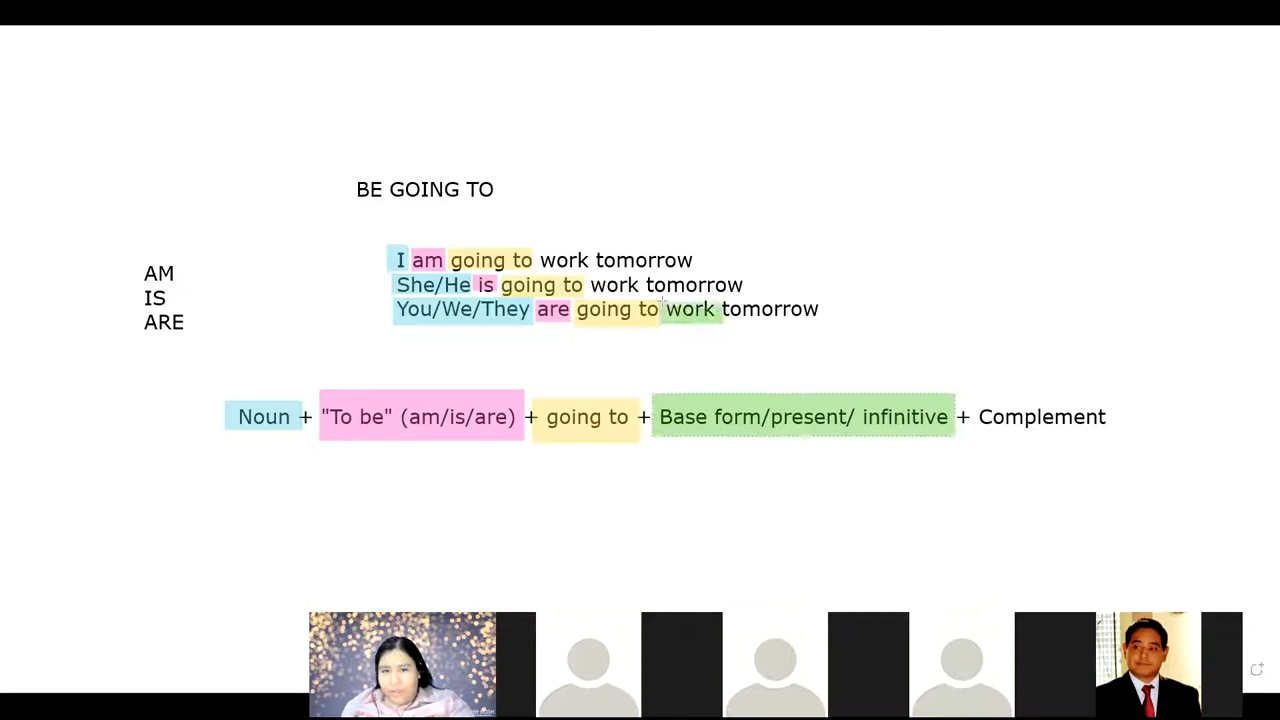 BE GOING TO
I am going to work tomorrow
She/He is going to work tomorrow
You/We/They are going to work tomorrow
AM
IS
ARE
Noun + "To be" (am/is/are) + going to + Base form/present/ infinitive + Complement